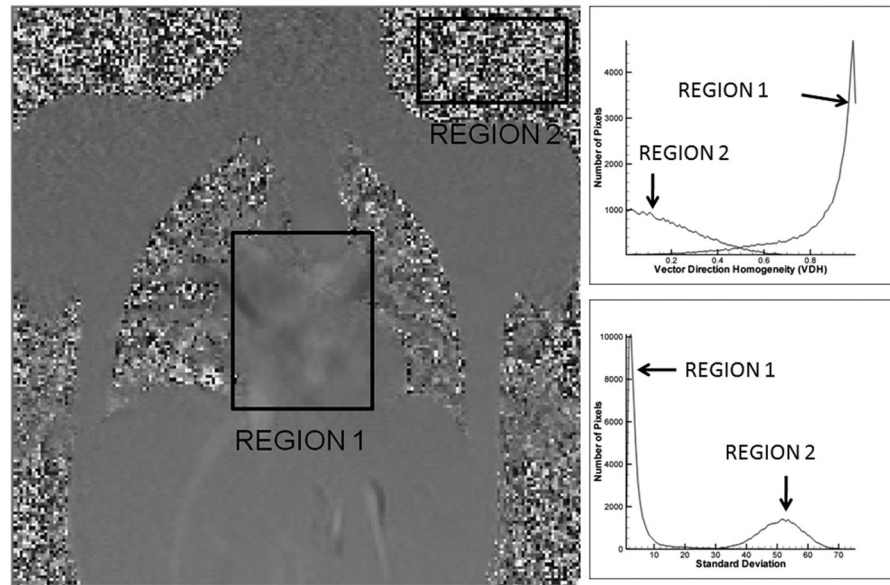 REGION 2
REGION 1
Number of Pixels
4000
3000
2000
1000
REGION 1
REGION 2
0.2 0.4 0.6 0.8
Vector Direction Homogeneity (VDH)
Number of Pixels
10000
8000
6000
4000
2000
0
REGION 1
REGION 2
10 20 30 40 50 60 70
Standard Deviation